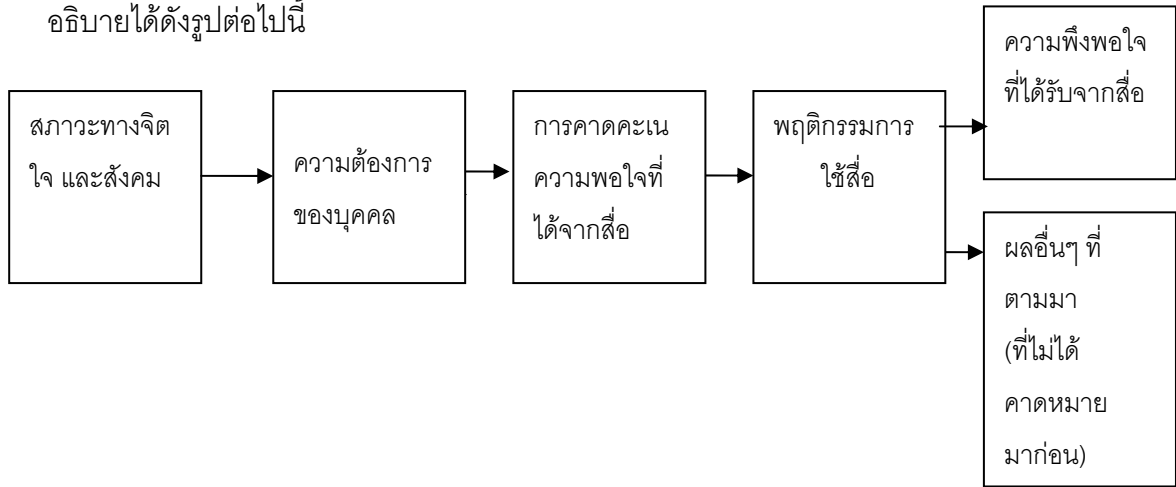 อธิบายได้ดังรูปต่อไปนี้
สภาวะทางจิต
ใจ และสังคม
ความต้องการ
ของบุคคล
การคาดคะเน
ความพอใจที่
ได้จากสื่อ
พฤติกรรมการ
ใช้สื่อ
ความพึงพอใจ
ที่ได้รับจากสื่อ
ผลอื่นๆ ที่
ตามมา
(ที่ไม่ได้
คาดหมาย
มาก่อน)